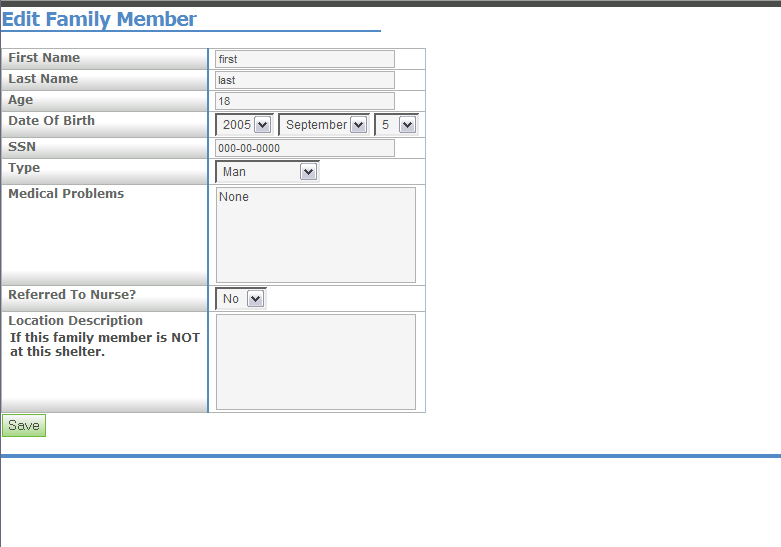 Edit Family Member
First Name first
Last Name last
Age 18
Date Of Birth 2005 September 5
SSN 000-00-0000
Type Man
Medical Problems None
Referred To Nurse? No
Location Description
If this family member is NOT
at this shelter.
Save